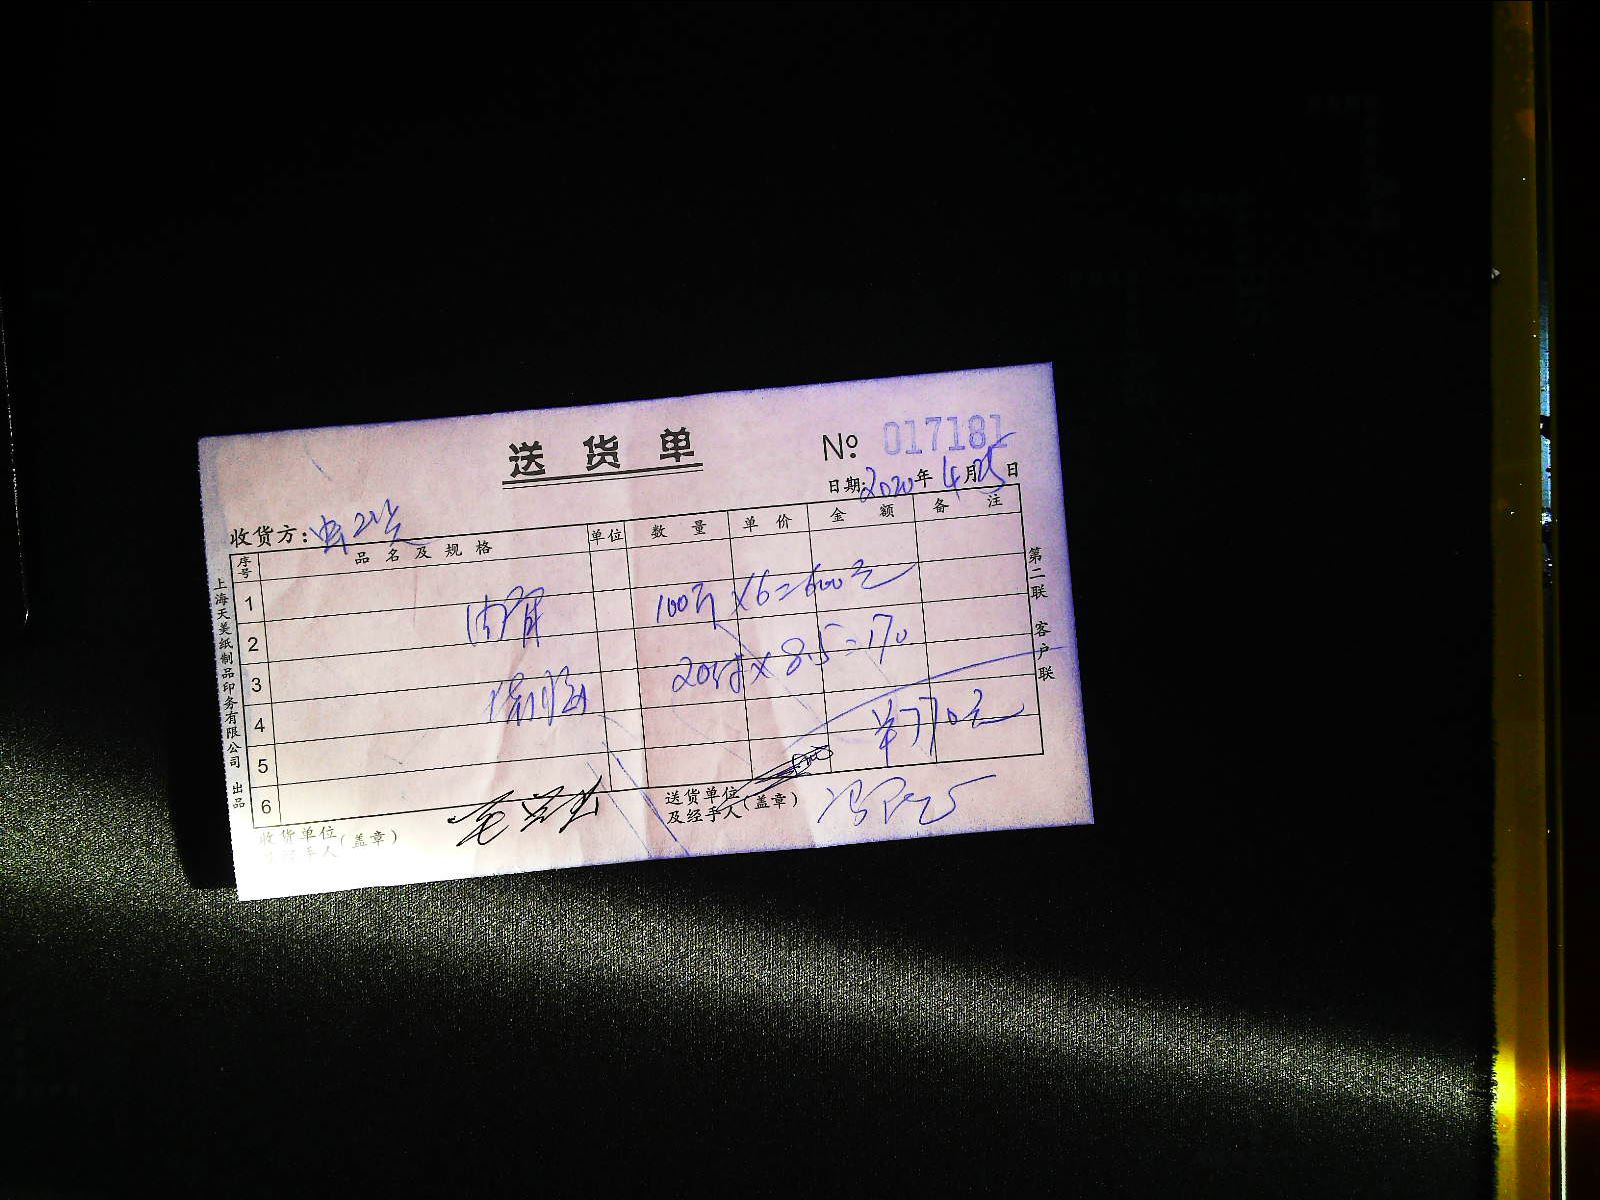 送货单
№ 017181
日期: 2020年4月25日
收货方:
序号 品名及规格 单位 数量 单价 金额 备注
1
100斤×6=600元
2
3
20斤×8.5=170
4
5
单770元
6
收货单位(盖章)
及经手人
送货单位(盖章)
及经手人
上海天美纸制品印务有限公司 出品
第二联 客户联